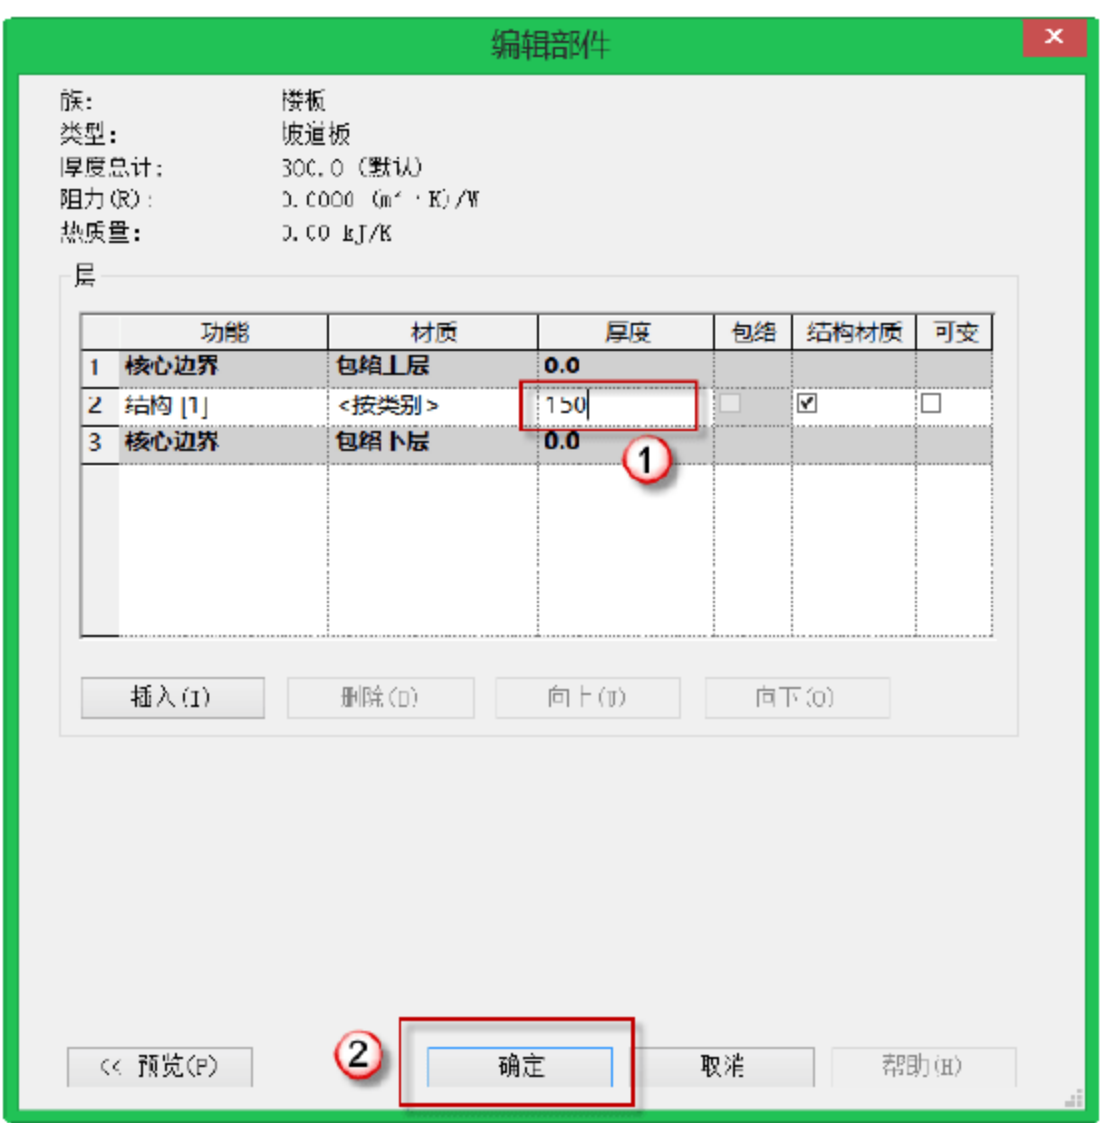 编辑部件
族: 楼板
类型: 坡道板
厚度总计: 300.0 (默认)
阻力(R): 0.0000 (m²·K)/W
热质量: 0.00 kJ/K
层
功能 材质 厚度 包络 结构材质 可变
1 核心边界 包络上层 0.0
2 结构 [1] <按类别> 150
3 核心边界 包络下层 0.0
1
插入(I) 删除(D) 向上(U) 向下(O)
2
<< 预览(P) 确定 取消 帮助(H)